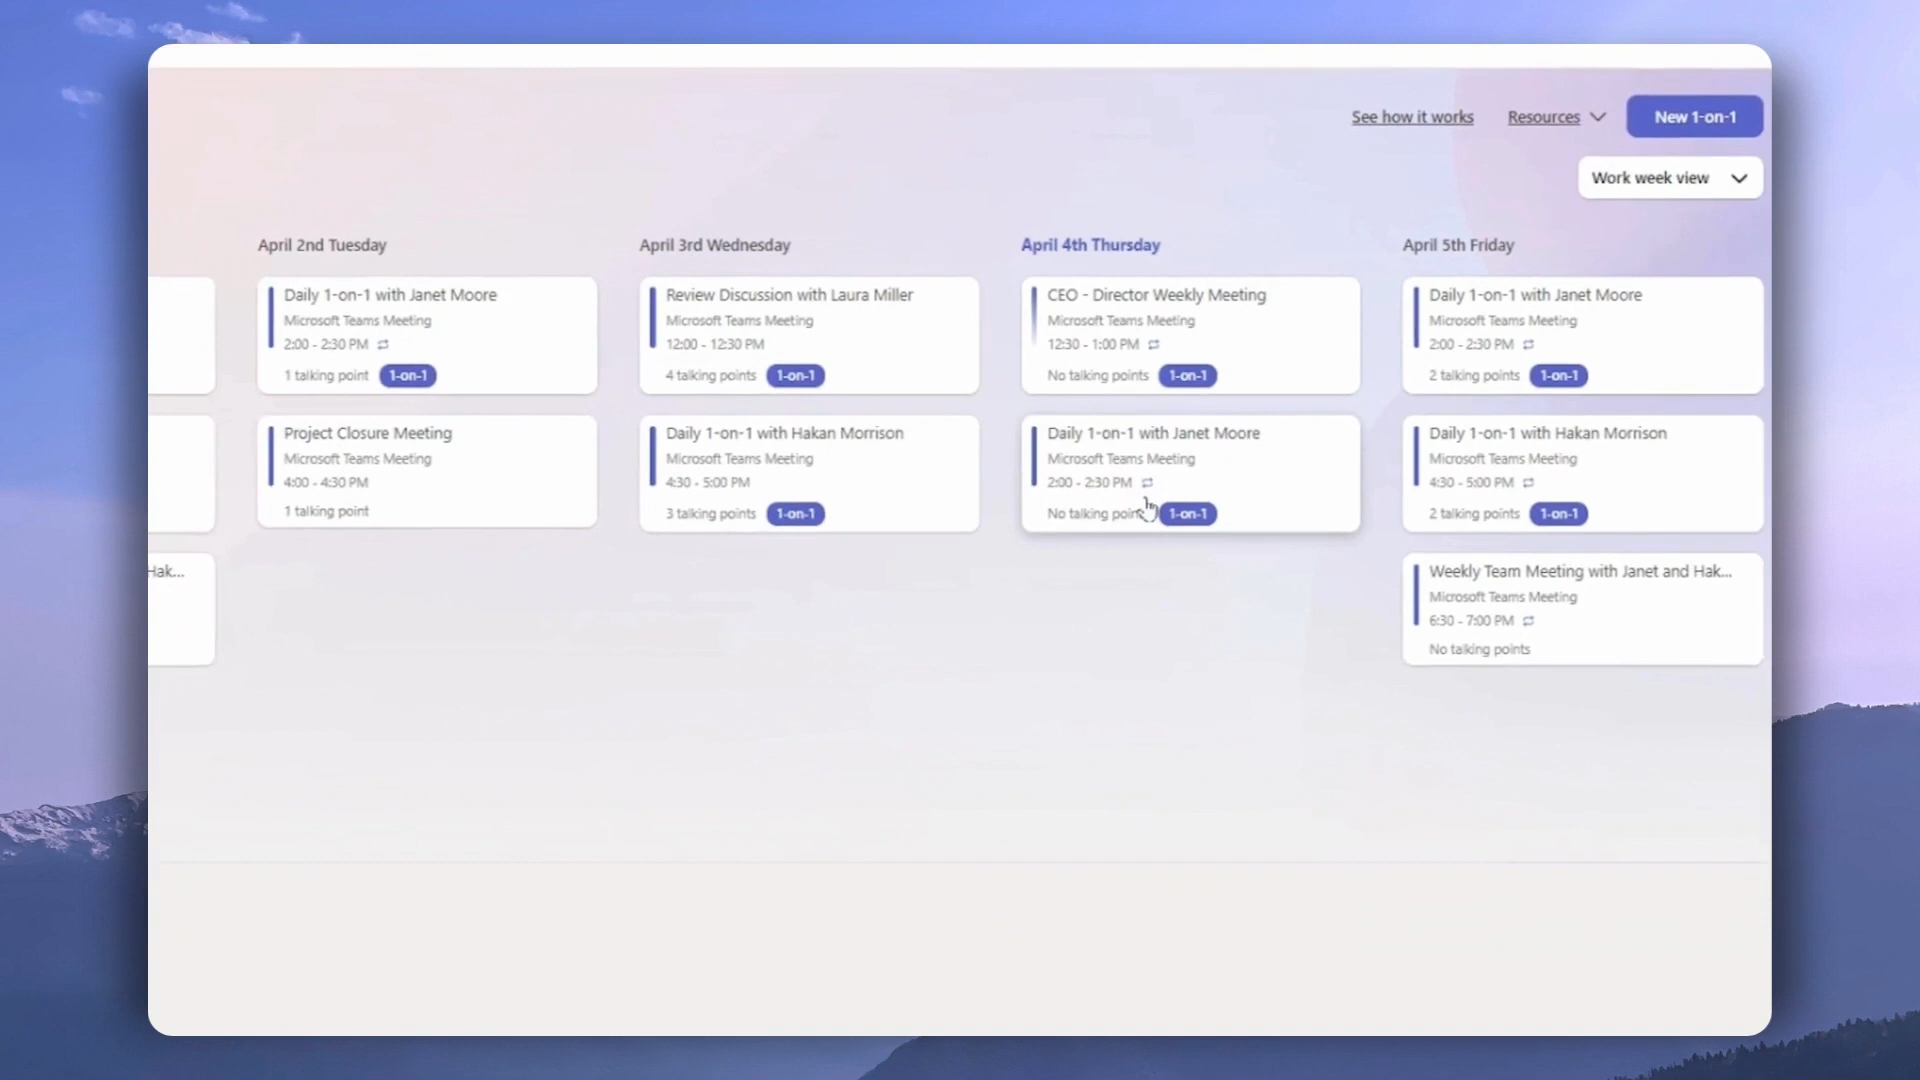 See how it works
Resources
New 1-on-1
Work week view
April 2nd Tuesday
Daily 1-on-1 with Janet Moore
Microsoft Teams Meeting
2:00 - 2:30 PM
1 talking point 1-on-1
Project Closure Meeting
Microsoft Teams Meeting
4:00 - 4:30 PM
1 talking point
April 3rd Wednesday
Review Discussion with Laura Miller
Microsoft Teams Meeting
12:00 - 12:30 PM
4 talking points 1-on-1
Daily 1-on-1 with Hakan Morrison
Microsoft Teams Meeting
4:30 - 5:00 PM
3 talking points 1-on-1
April 4th Thursday
CEO - Director Weekly Meeting
Microsoft Teams Meeting
12:30 - 1:00 PM
No talking points 1-on-1
Daily 1-on-1 with Janet Moore
Microsoft Teams Meeting
2:00 - 2:30 PM
No talking 1-on-1
April 5th Friday
Daily 1-on-1 with Janet Moore
Microsoft Teams Meeting
2:00 - 2:30 PM
2 talking points 1-on-1
Daily 1-on-1 with Hakan Morrison
Microsoft Teams Meeting
4:30 - 5:00 PM
2 talking points 1-on-1
Weekly Team Meeting with Janet and Hak...
Microsoft Teams Meeting
6:30 - 7:00 PM
No talking points
Hak...